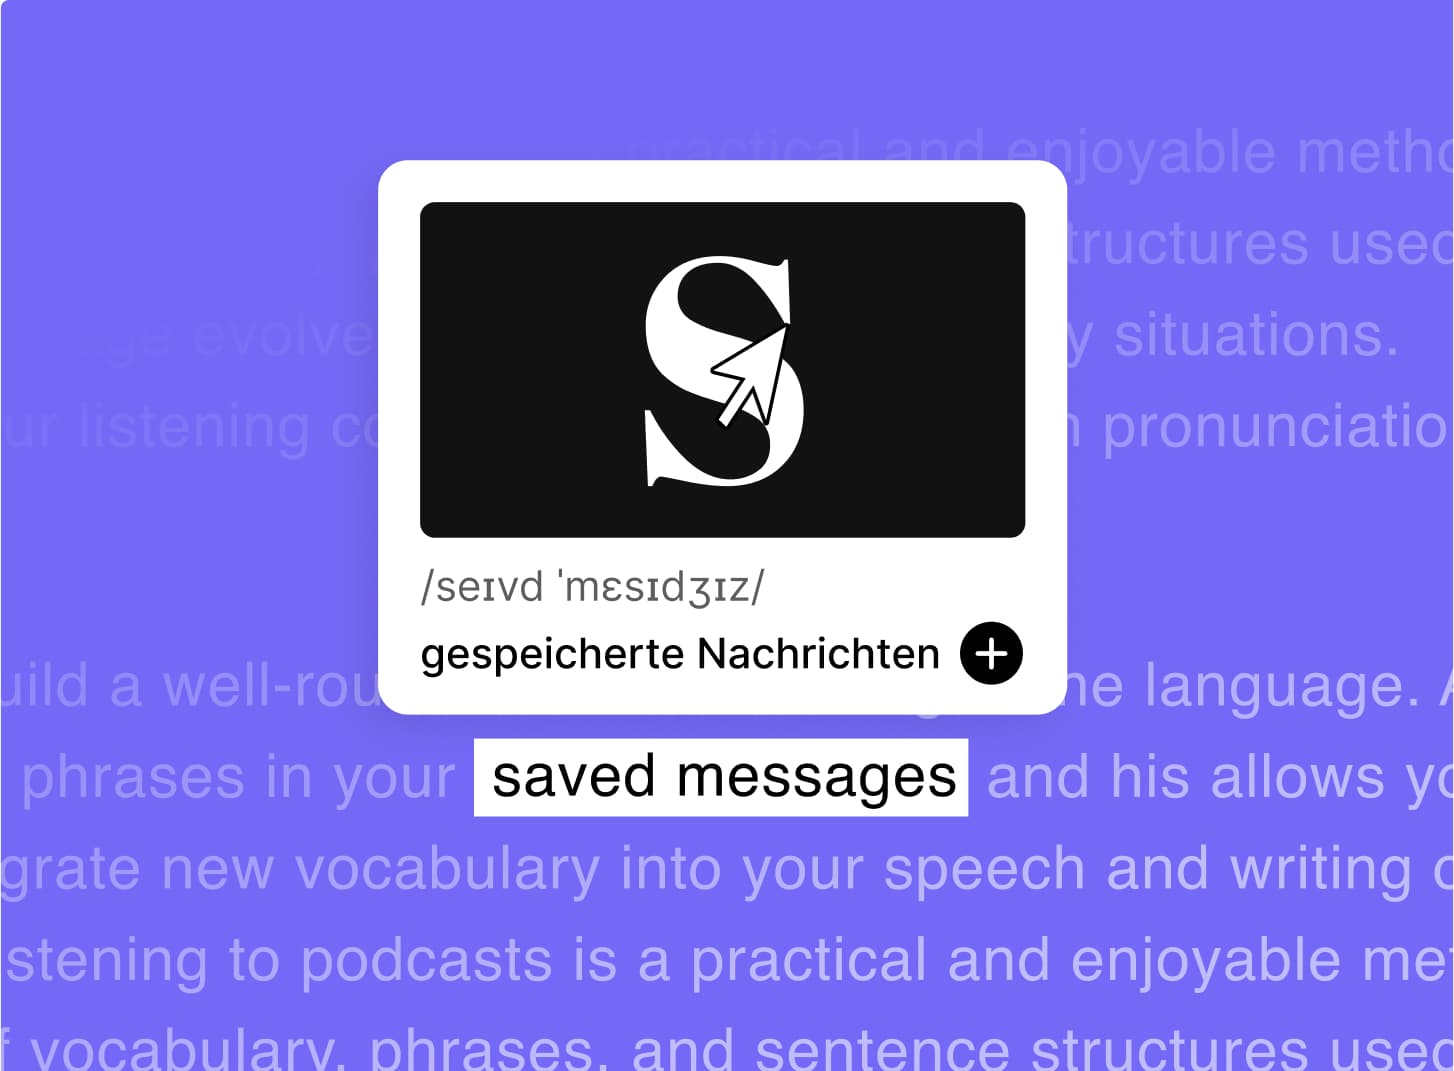 practical and enjoyable metho
tructures used
age evolve
y situations.
ur listening co
pronunciatio
S
/seɪvd ˈmɛsɪdʒɪz/
gespeicherte Nachrichten
uild a well-rou
he language. A
phrases in your saved messages and his allows yo
grate new vocabulary into your speech and writing c
stening to podcasts is a practical and enjoyable met
f vocabulary, phrases, and sentence structures used